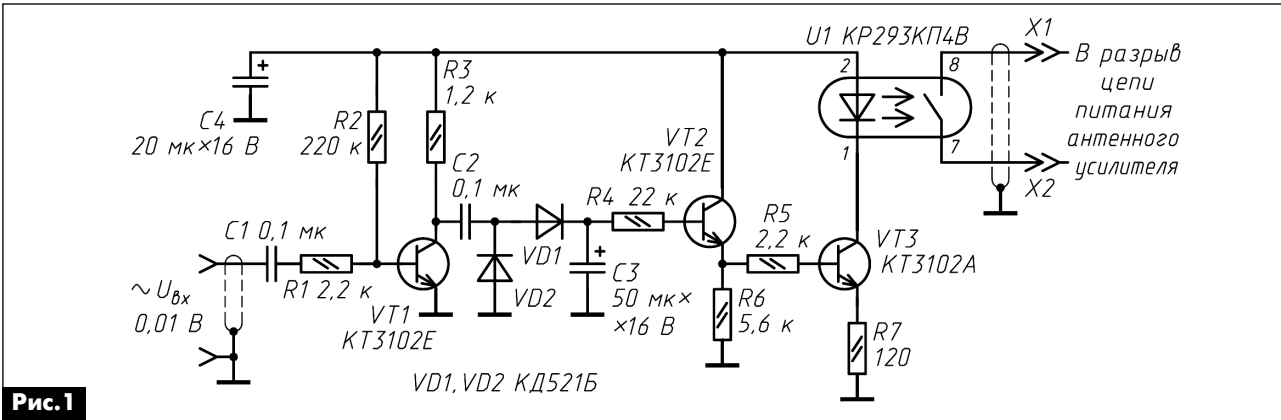 U1 КР293КП4В
X1
2
8
В разрыв
цепи
питания
антенного
усилителя
1
7
X2
+
C4
20 мк×16 В
R2
220 к
R3
1,2 к
C2
0,1 мк
VT2
КТ3102Е
R4 22 к
R5
2,2 к
VT3
КТ3102А
C1 0,1 мк
R1 2,2 к
VD1
VD2
+
C3
50 мк×
×16 В
R6
5,6 к
R7
120
~Uвх
0,01 В
VT1
КТ3102Е
VD1, VD2 КД521Б
Рис.1